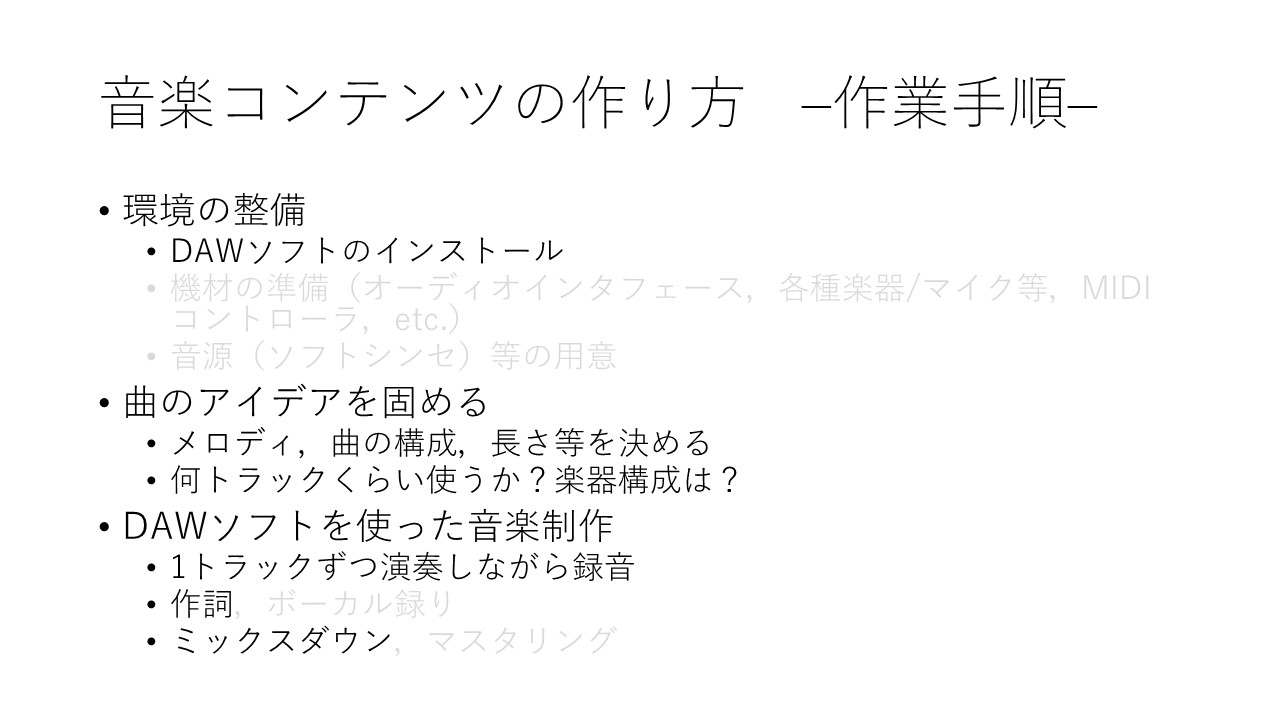 音楽コンテンツの作り方　–作業手順–
• 環境の整備
• DAWソフトのインストール
• 機材の準備（オーディオインタフェース，各種楽器/マイク等，MIDI
コントローラ，etc.）
• 音源（ソフトシンセ）等の用意
• 曲のアイデアを固める
• メロディ，曲の構成，長さ等を決める
• 何トラックくらい使うか？楽器構成は？
• DAWソフトを使った音楽制作
• 1トラックずつ演奏しながら録音
• 作詞，ボーカル録り
• ミックスダウン，マスタリング